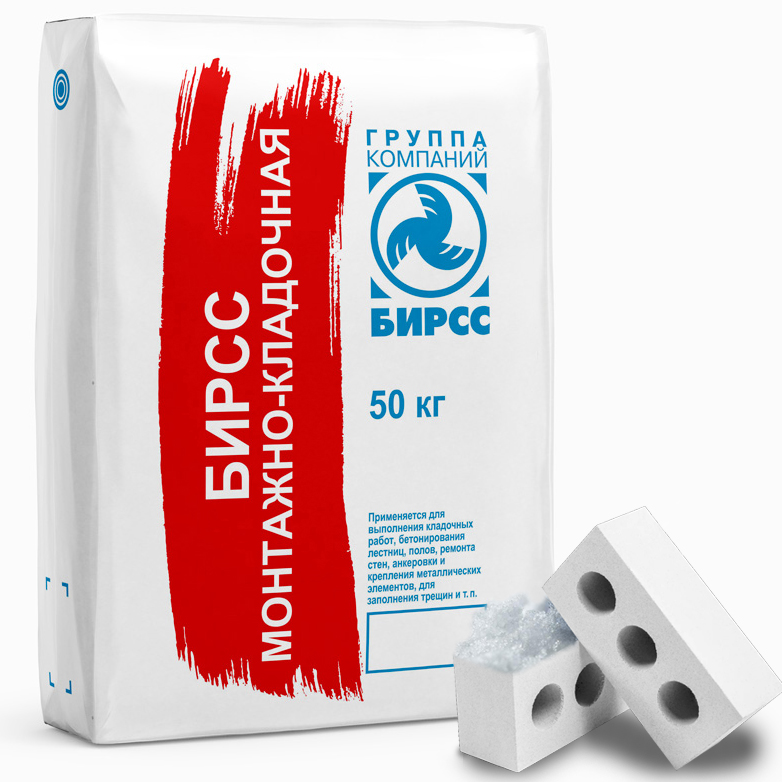 БИРСС
МОНТАЖНО-КЛАДОЧНАЯ
ГРУППА
КОМПАНИЙ
БИРСС
50 кг
Применяется для
выполнения кладочных
работ, бетонирования
лестниц, полов, ремонта
стен, анкеровки и
крепления металлических
элементов, для
заполнения трещин и т. п.